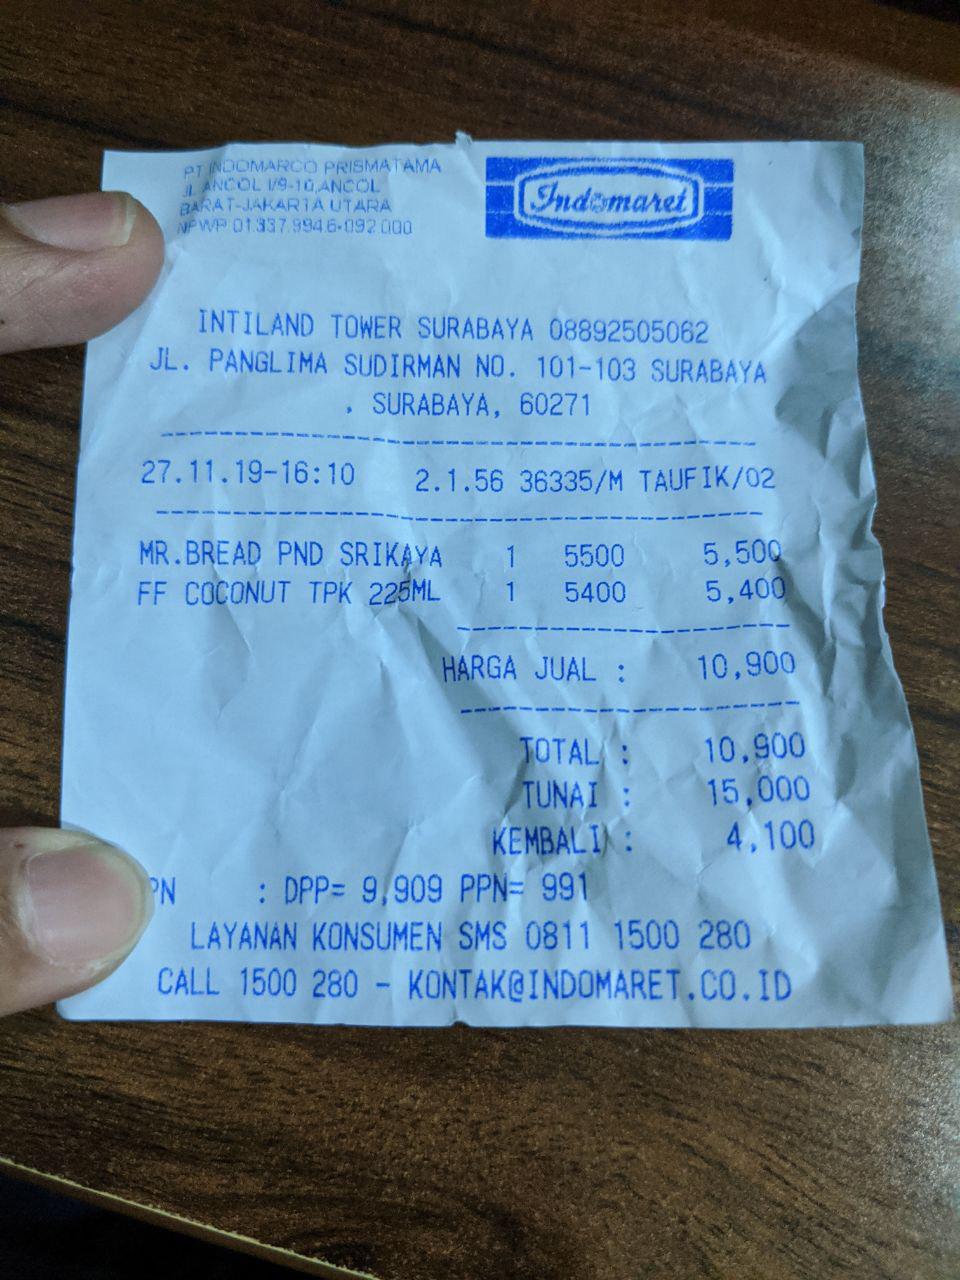 PT INDOMARCO PRISMATAMA
JL ANCOL I/9-10,ANCOL
BARAT-JAKARTA UTARA
NPWP 01.337.994.6-092.000
Indomaret
INTILAND TOWER SURABAYA 08892505062
JL. PANGLIMA SUDIRMAN NO. 101-103 SURABAYA
, SURABAYA, 60271
27.11.19-16:10 2.1.56 36335/M TAUFIK/02
MR.BREAD PND SRIKAYA 1 5500 5,500
FF COCONUT TPK 225ML 1 5400 5,400
HARGA JUAL : 10,900
TOTAL : 10,900
TUNAI : 15,000
KEMBALI : 4,100
PN : DPP= 9,909 PPN= 991
LAYANAN KONSUMEN SMS 0811 1500 280
CALL 1500 280 - KONTAK@INDOMARET.CO.ID